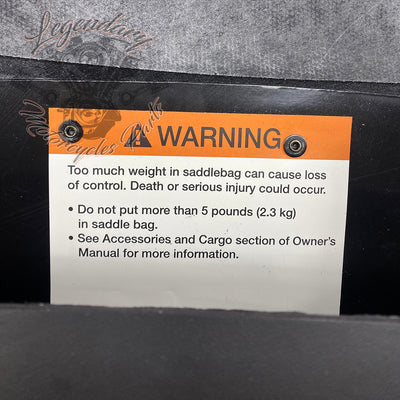 Legendary
Motorcycles Parts
WARNING
Too much weight in saddlebag can cause loss
of control. Death or serious injury could occur.
• Do not put more than 5 pounds (2.3 kg)
in saddle bag.
• See Accessories and Cargo section of Owner's
Manual for more information.